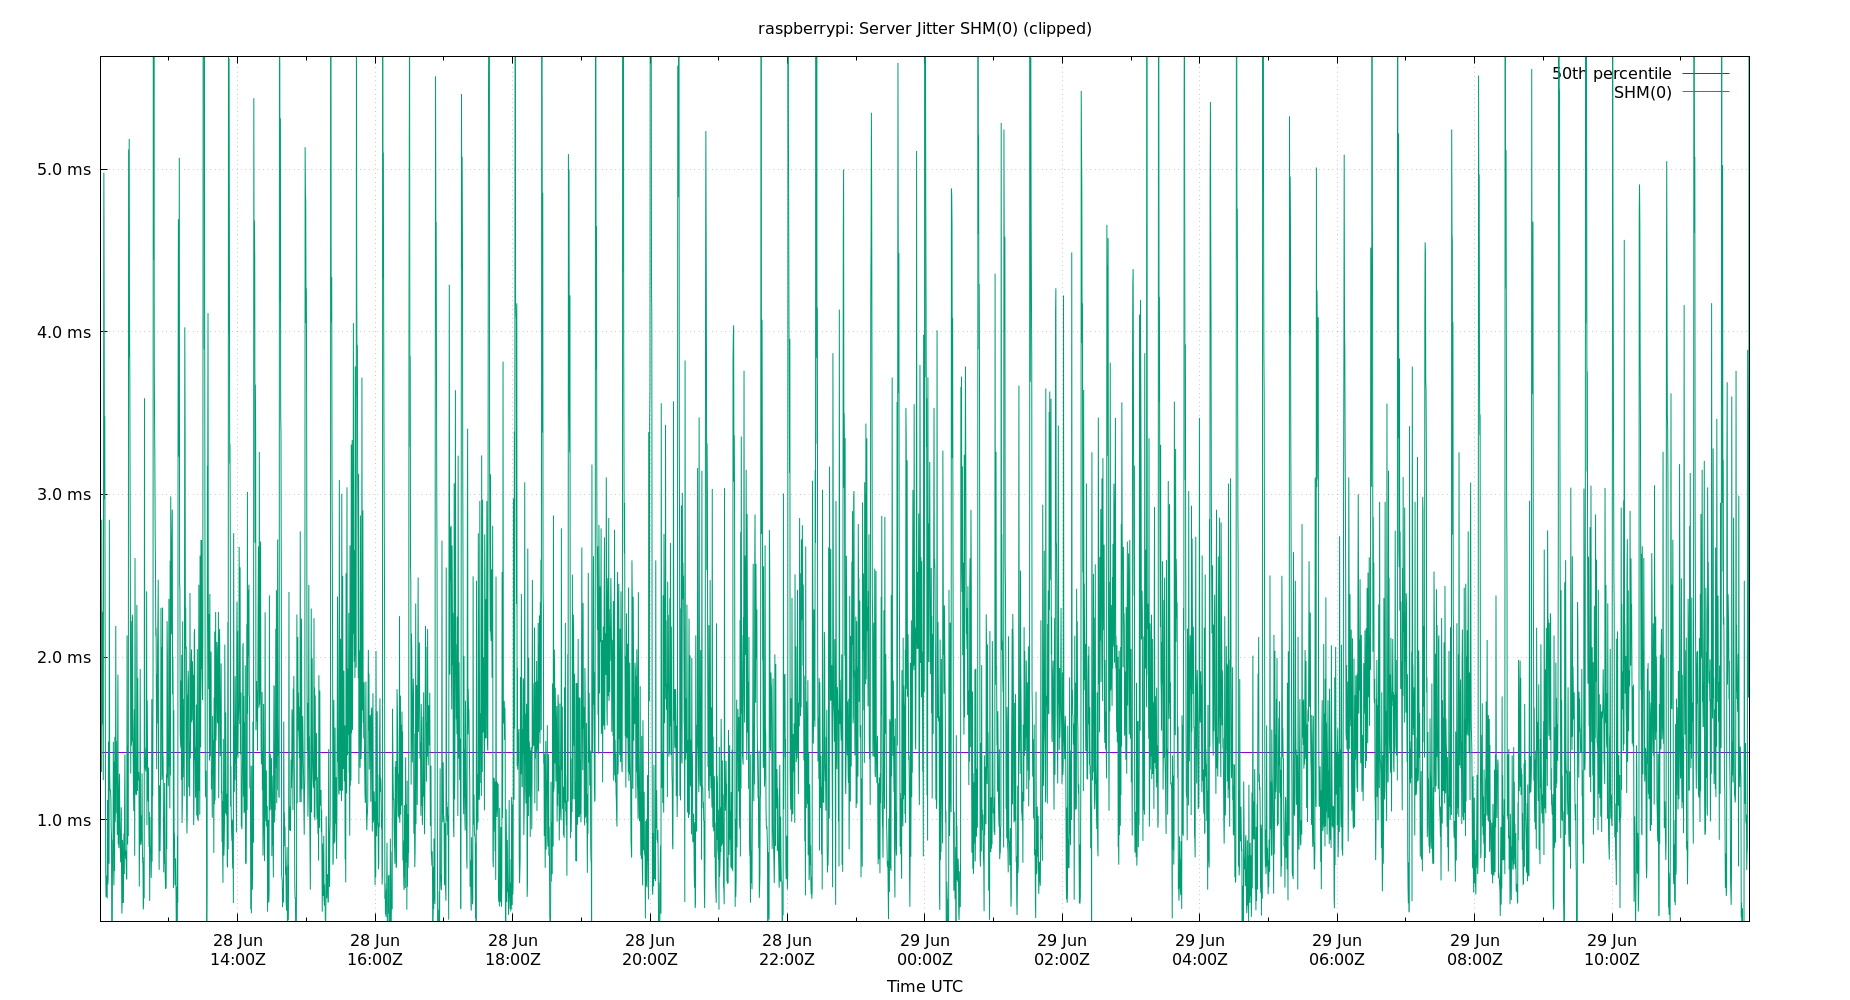 raspberrypi: Server Jitter SHM(0) (clipped)
50th percentile
SHM(0)
5.0 ms
4.0 ms
3.0 ms
2.0 ms
1.0 ms
28 Jun 28 Jun 28 Jun 28 Jun 28 Jun 29 Jun 29 Jun 29 Jun 29 Jun 29 Jun 29 Jun
14:00Z 16:00Z 18:00Z 20:00Z 22:00Z 00:00Z 02:00Z 04:00Z 06:00Z 08:00Z 10:00Z
Time UTC